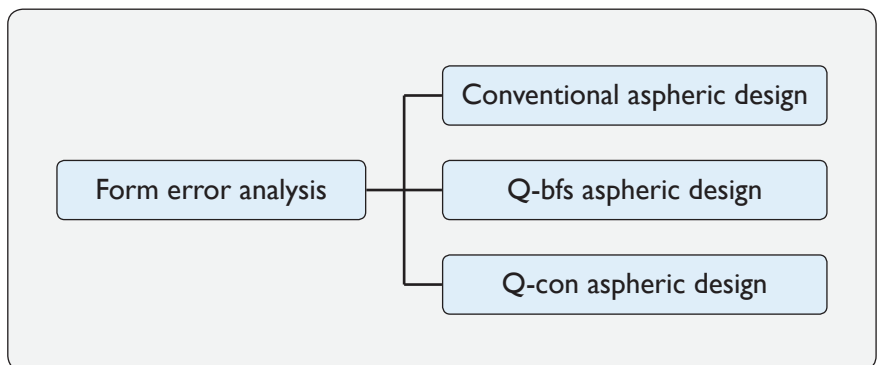 Form error analysis
Conventional aspheric design
Q-bfs aspheric design
Q-con aspheric design